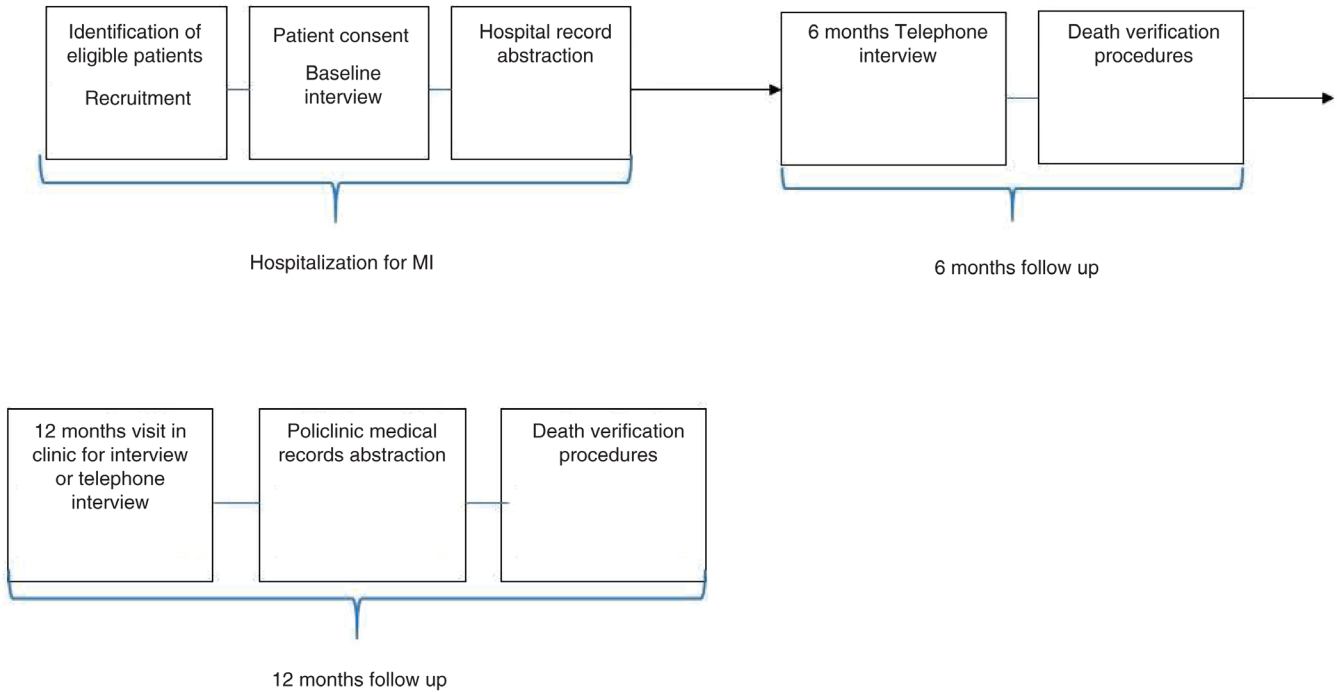 Identification of
eligible patients
Recruitment
Patient consent
Baseline
interview
Hospital record
abstraction
6 months Telephone
interview
Death verification
procedures
Hospitalization for MI
6 months follow up
12 months visit in
clinic for interview
or telephone
interview
Policlinic medical
records abstraction
Death verification
procedures
12 months follow up